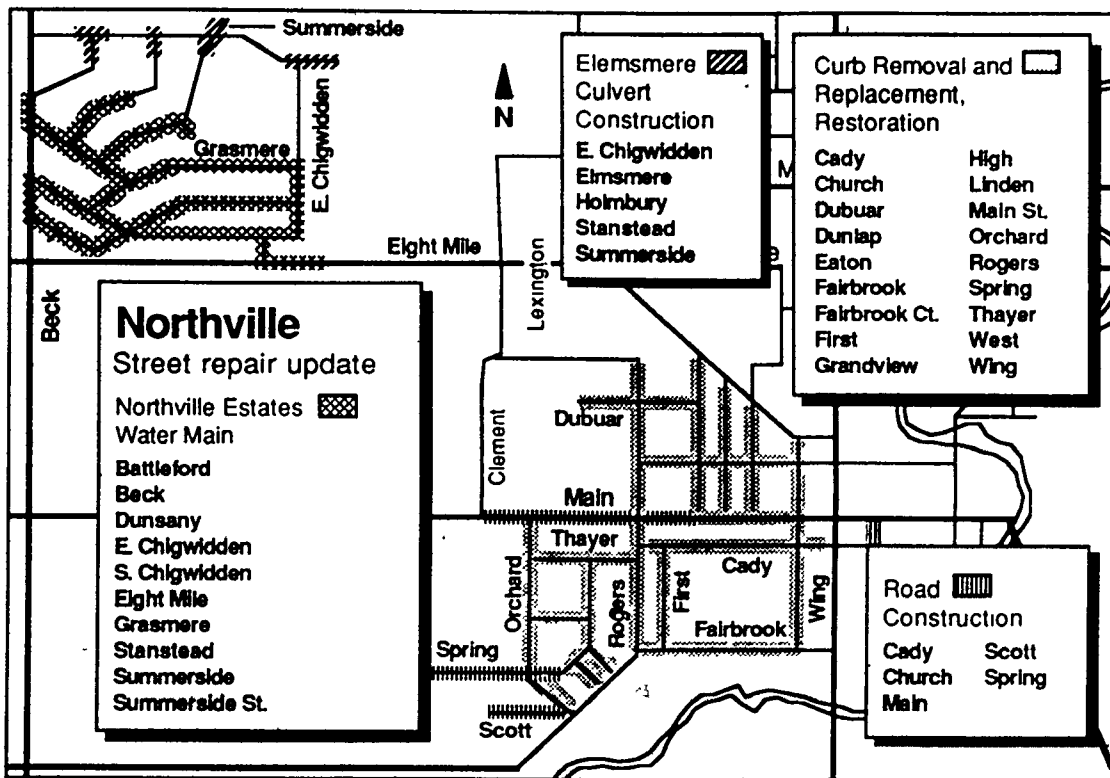 Summerside
Grasmere
E. Chigwidden
N
Elemsmere
Culvert
Construction
E. Chigwidden
Elmsmere
Holmbury
Stanstead
Summerside
Curb Removal and
Replacement,
Restoration
Cady
Church
Dubuar
Dunlap
Eaton
Fairbrook
Fairbrook Ct.
First
Grandview
High
Linden
Main St.
Orchard
Rogers
Spring
Thayer
West
Wing
M
Eight Mile
e
Beck
Lexington
Northville
Street repair update
Northville Estates
Water Main
Battleford
Beck
Dunsany
E. Chigwidden
S. Chigwidden
Eight Mile
Grasmere
Stanstead
Summerside
Summerside St.
Clement
Dubuar
Main
Thayer
Orchard
Rogers
First
Cady
Fairbrook
Wing
Spring
Scott
Road
Construction
Cady
Church
Main
Scott
Spring